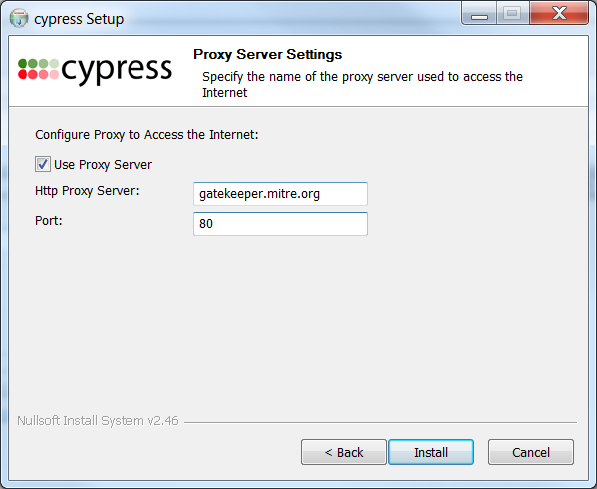 cypress Setup
cypress
Proxy Server Settings
Specify the name of the proxy server used to access the
Internet
Configure Proxy to Access the Internet:
Use Proxy Server
Http Proxy Server:
gatekeeper.mitre.org
Port:
80
Nullsoft Install System v2.46
< Back
Install
Cancel